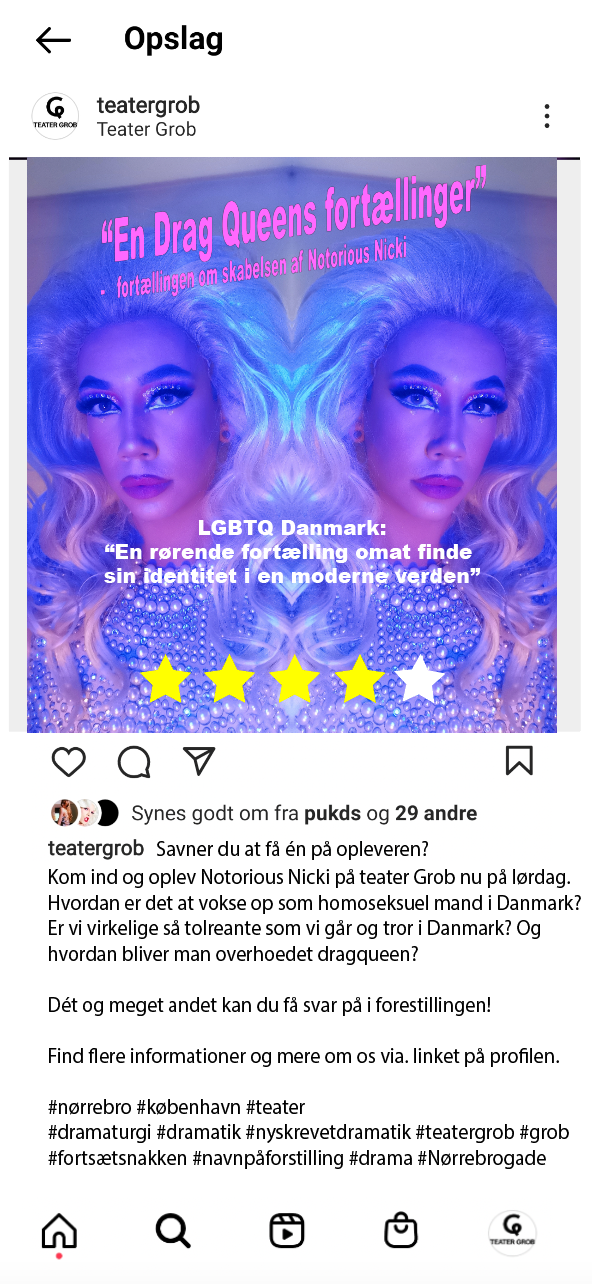 Opslag
teatergrob
Teater Grob
TEATER GROB
“En Drag Queens fortællinger”
- fortællingen om skabelsen af Notorious Nicki
LGBTQ Danmark:
“En rørende fortælling omat finde
sin identitet i en moderne verden”
Synes godt om fra pukds og 29 andre
teatergrob Savner du at få én på opleveren?
Kom ind og oplev Notorious Nicki på teater Grob nu på lørdag.
Hvordan er det at vokse op som homoseksuel mand i Danmark?
Er vi virkelige så tolreante som vi går og tror i Danmark? Og
hvordan bliver man overhoedet dragqueen?
Dét og meget andet kan du få svar på i forestillingen!
Find flere informationer og mere om os via. linket på profilen.
#nørrebro #københavn #teater
#dramaturgi #dramatik #nyskrevetdramatik #teatergrob #grob
#fortsætsnakken #navnpåforstilling #drama #Nørrebrogade
TEATER GROB